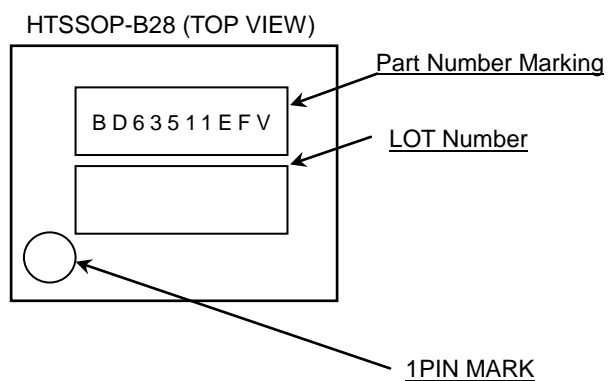 HTSSOP-B28 (TOP VIEW)
Part Number Marking
BD63511EFV
LOT Number
1PIN MARK